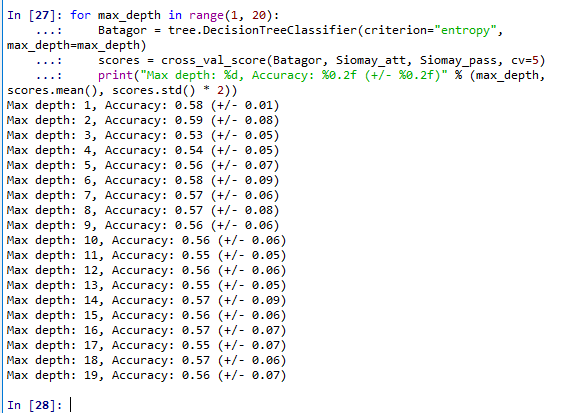 In [27]: for max_depth in range(1, 20):
    ...:     Batagor = tree.DecisionTreeClassifier(criterion="entropy",
max_depth=max_depth)
    ...:     scores = cross_val_score(Batagor, Siomay_att, Siomay_pass, cv=5)
    ...:     print("Max depth: %d, Accuracy: %0.2f (+/- %0.2f)" % (max_depth,
scores.mean(), scores.std() * 2))
Max depth: 1, Accuracy: 0.58 (+/- 0.01)
Max depth: 2, Accuracy: 0.59 (+/- 0.08)
Max depth: 3, Accuracy: 0.53 (+/- 0.05)
Max depth: 4, Accuracy: 0.54 (+/- 0.05)
Max depth: 5, Accuracy: 0.56 (+/- 0.07)
Max depth: 6, Accuracy: 0.58 (+/- 0.09)
Max depth: 7, Accuracy: 0.57 (+/- 0.06)
Max depth: 8, Accuracy: 0.57 (+/- 0.08)
Max depth: 9, Accuracy: 0.56 (+/- 0.06)
Max depth: 10, Accuracy: 0.56 (+/- 0.06)
Max depth: 11, Accuracy: 0.55 (+/- 0.05)
Max depth: 12, Accuracy: 0.56 (+/- 0.06)
Max depth: 13, Accuracy: 0.55 (+/- 0.05)
Max depth: 14, Accuracy: 0.57 (+/- 0.09)
Max depth: 15, Accuracy: 0.56 (+/- 0.06)
Max depth: 16, Accuracy: 0.57 (+/- 0.07)
Max depth: 17, Accuracy: 0.55 (+/- 0.07)
Max depth: 18, Accuracy: 0.57 (+/- 0.06)
Max depth: 19, Accuracy: 0.56 (+/- 0.07)
In [28]: